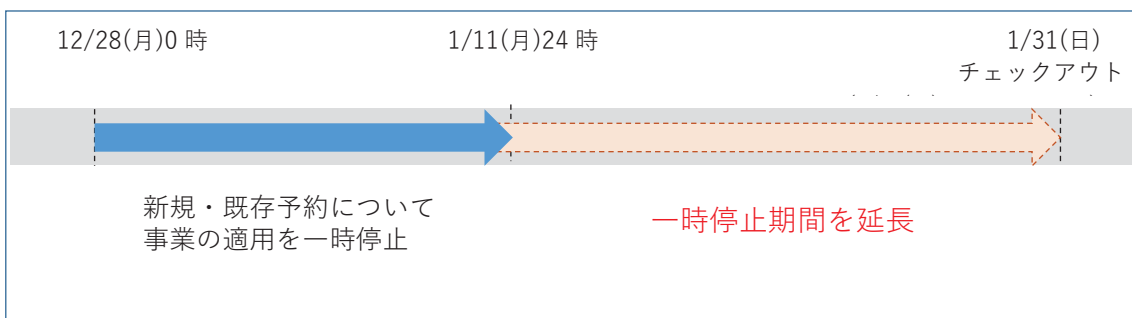 12/28(月)0 時
1/11(月)24 時
1/31(日)
チェックアウト
新規・既存予約について
事業の適用を一時停止
一時停止期間を延長